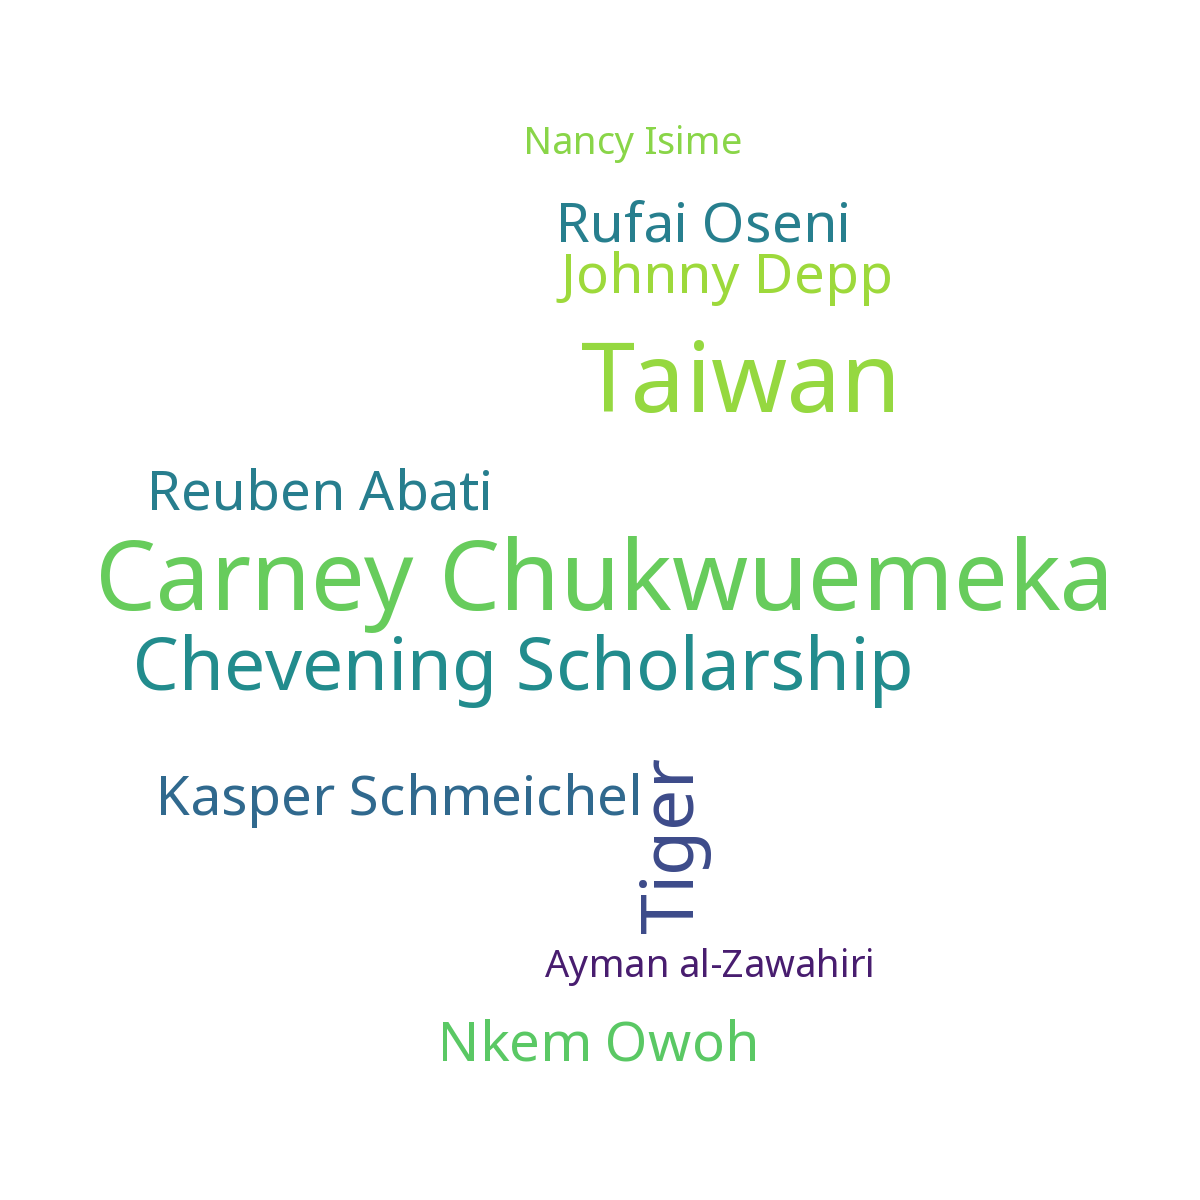 Nancy Isime
Rufai Oseni
Johnny Depp
Taiwan
Reuben Abati
Carney Chukwuemeka
Chevening Scholarship
Kasper Schmeichel
Tiger
Ayman al-Zawahiri
Nkem Owoh